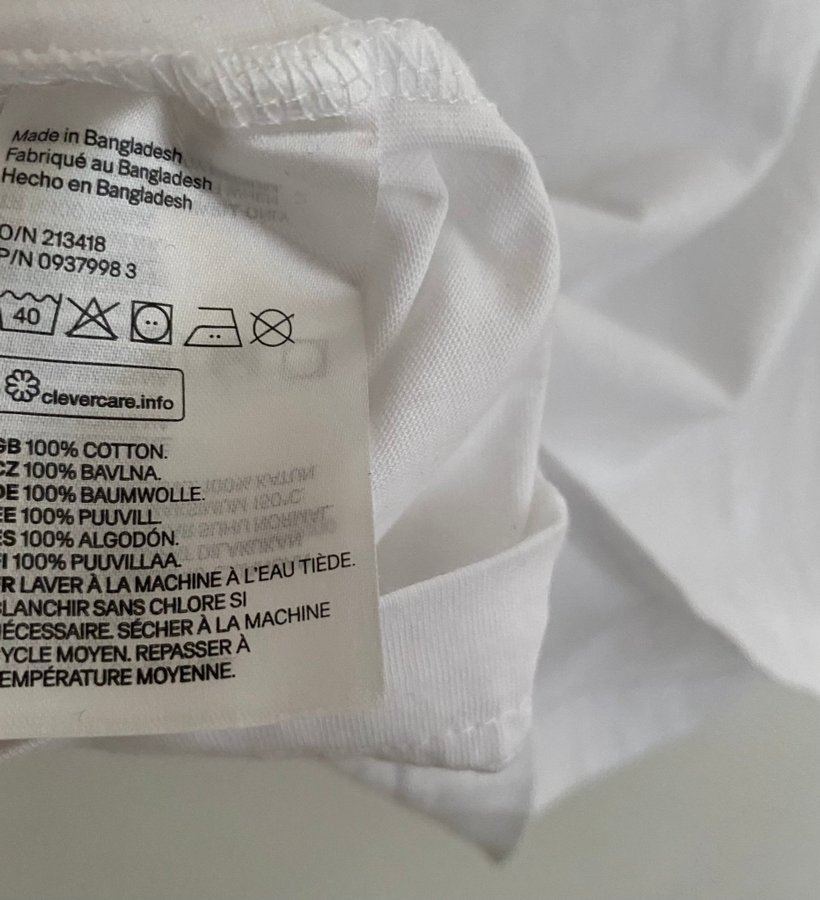 Made in Bangladesh
Fabriqué au Bangladesh
Hecho en Bangladesh
O/N 213418
P/N 0937998 3
40
clevercare.info
GB 100% COTTON.
CZ 100% BAVLNA.
DE 100% BAUMWOLLE.
EE 100% PUUVILL.
ES 100% ALGODÓN.
FI 100% PUUVILLAA.
FR LAVER À LA MACHINE À L'EAU TIÈDE.
BLANCHIR SANS CHLORE SI
NÉCESSAIRE. SÉCHER À LA MACHINE
CYCLE MOYEN. REPASSER À
TEMPÉRATURE MOYENNE.